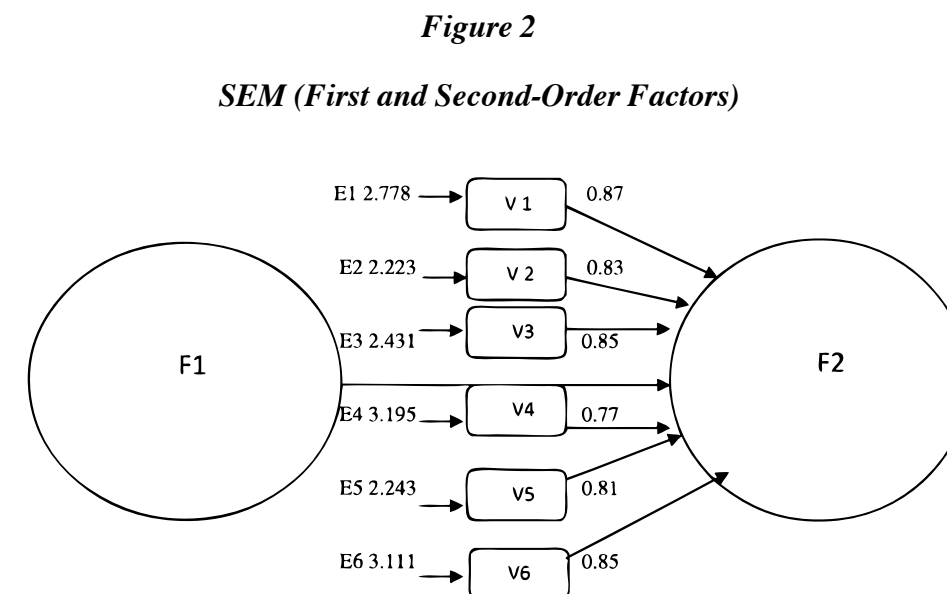 Figure 2
SEM (First and Second-Order Factors)
E1 2.778 V 1 0.87
E2 2.223 V 2 0.83
E3 2.431 V3 0.85
F1 F2
E4 3.195 V4 0.77
E5 2.243 V5 0.81
E6 3.111 V6 0.85